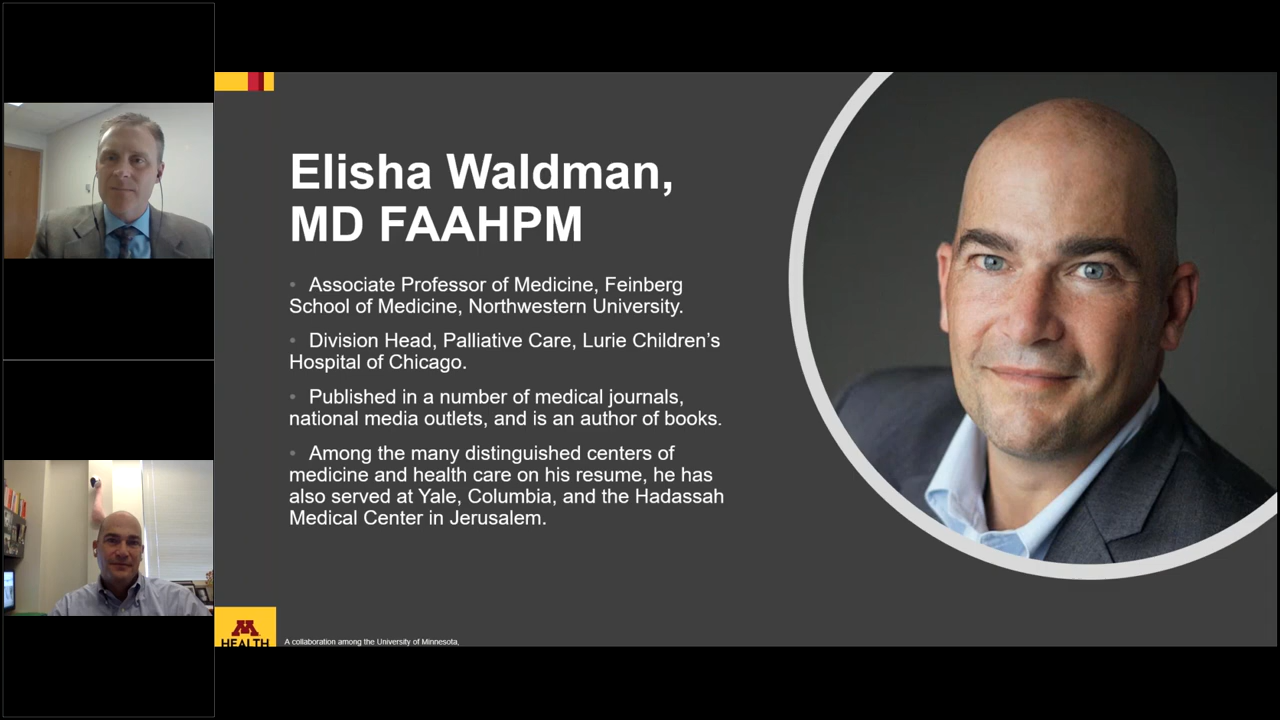 Elisha Waldman,
MD FAAHPM
• Associate Professor of Medicine, Feinberg
School of Medicine, Northwestern University.
• Division Head, Palliative Care, Lurie Children’s
Hospital of Chicago.
• Published in a number of medical journals,
national media outlets, and is an author of books.
• Among the many distinguished centers of
medicine and health care on his resume, he has
also served at Yale, Columbia, and the Hadassah
Medical Center in Jerusalem.
M
HEALTH
A collaboration among the University of Minnesota,